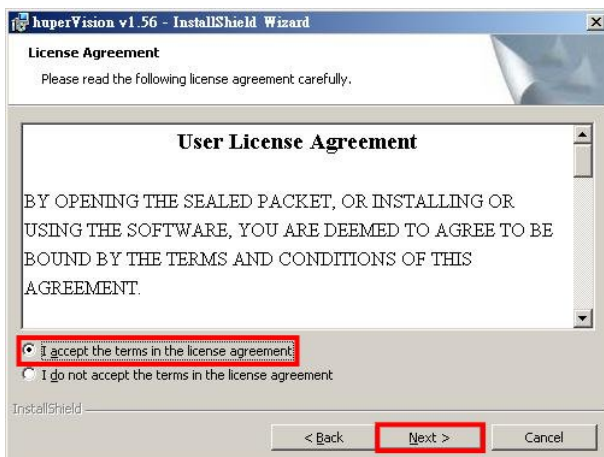 huperVision v1.56 - InstallShield Wizard
License Agreement
Please read the following license agreement carefully.
User License Agreement
BY OPENING THE SEALED PACKET, OR INSTALLING OR
USING THE SOFTWARE, YOU ARE DEEMED TO AGREE TO BE
BOUND BY THE TERMS AND CONDITIONS OF THIS
AGREEMENT.
I accept the terms in the license agreement
I do not accept the terms in the license agreement
InstallShield
< Back Next > Cancel